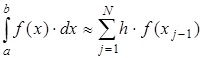 ∫_a^b f(x)·dx ≈ ∑_{j=1}^{N} h·f(x_{j−1})